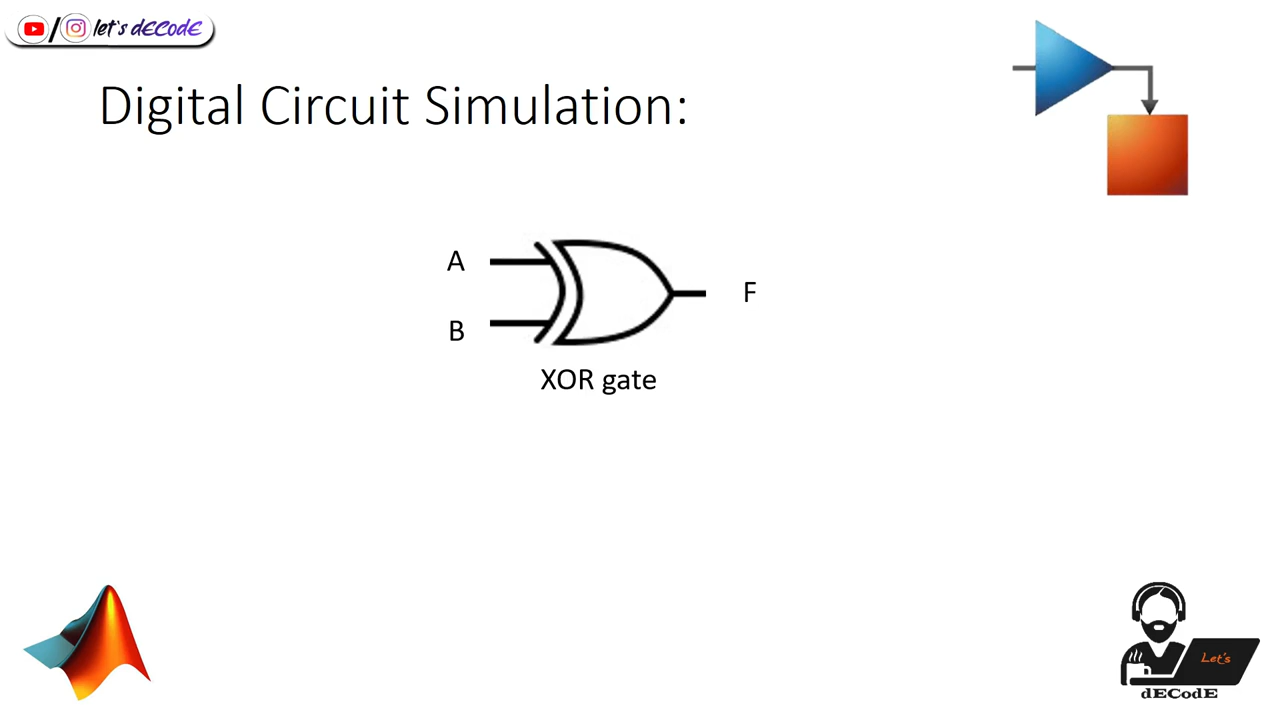 let's dECodE
Digital Circuit Simulation:
A
F
B
XOR gate
Let's
dECodE